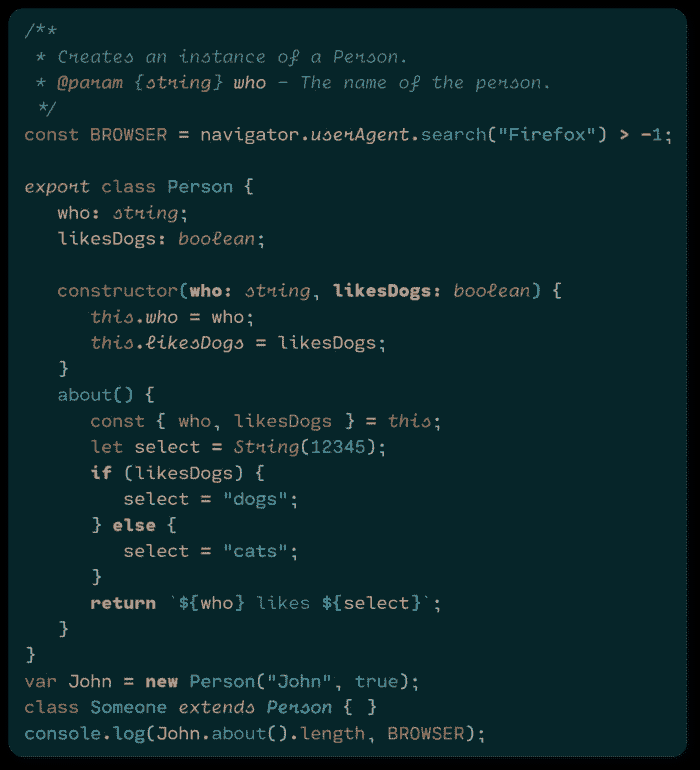 /**
 * Creates an instance of a Person.
 * @param {string} who - The name of the person.
 */
const BROWSER = navigator.userAgent.search("Firefox") > -1;

export class Person {
   who: string;
   likesDogs: boolean;

   constructor(who: string, likesDogs: boolean) {
      this.who = who;
      this.likesDogs = likesDogs;
   }
   about() {
      const { who, likesDogs } = this;
      let select = String(12345);
      if (likesDogs) {
         select = "dogs";
      } else {
         select = "cats";
      }
      return `${who} likes ${select}`;
   }
}
var John = new Person("John", true);
class Someone extends Person { }
console.log(John.about().length, BROWSER);